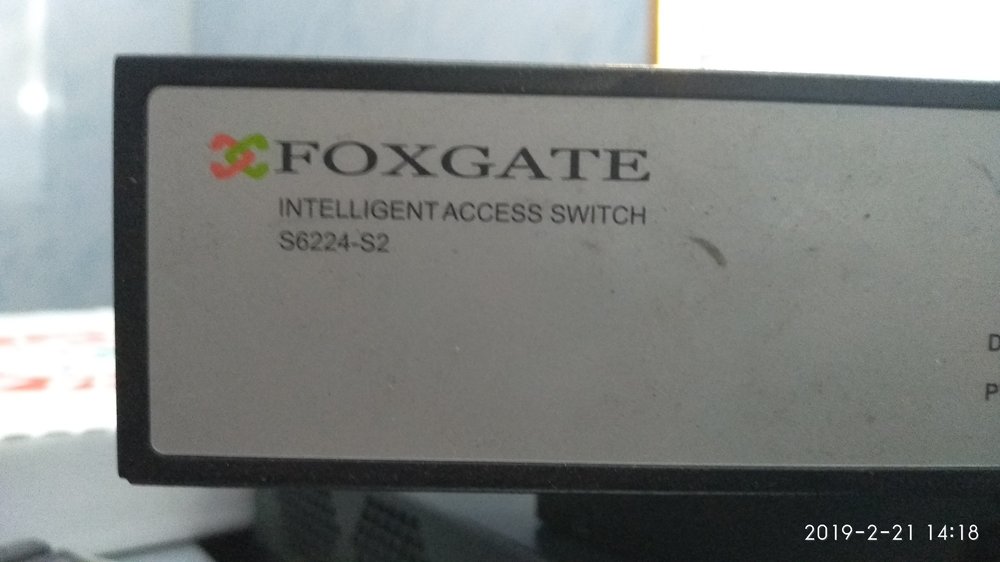 FOXGATE
INTELLIGENT ACCESS SWITCH
S6224-S2
D
P
2019-2-21 14:18